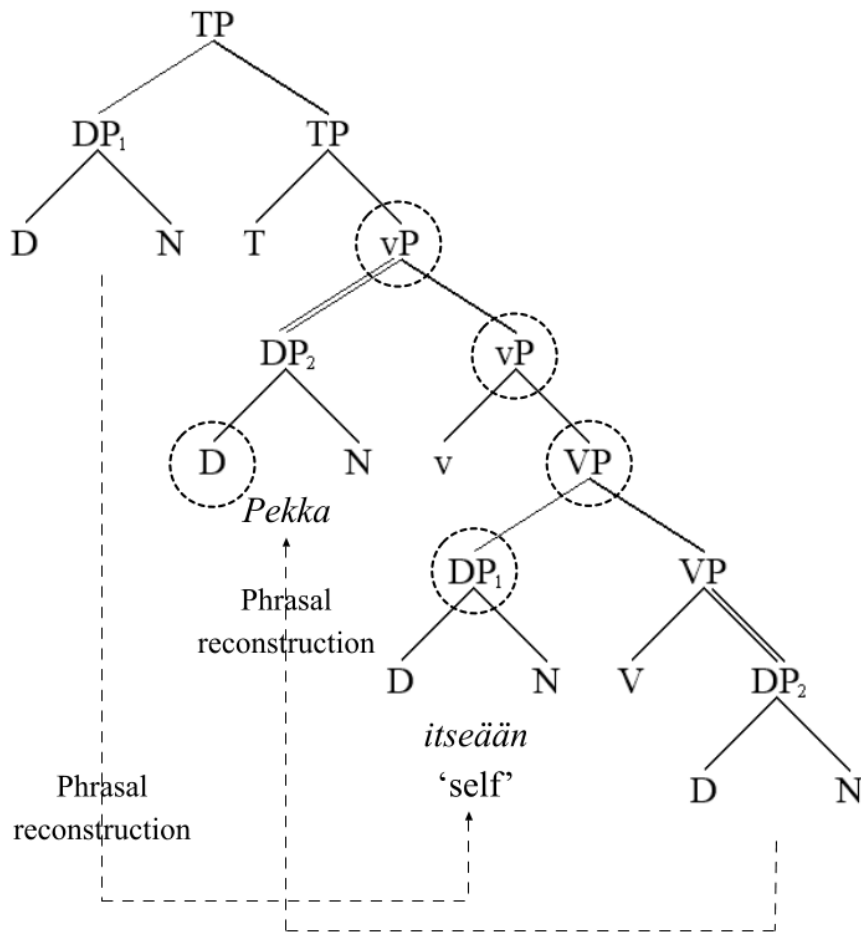 TP
DP₁ TP
D N T vP
DP₂ vP
D N v VP
Pekka
DP₁ VP
Phrasal
reconstruction
D N V DP₂
itseään
‘self’
D N
Phrasal
reconstruction